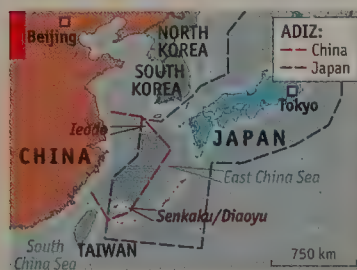 Beijing
NORTH
KOREA
SOUTH
KOREA
ADIZ:
China
Japan
Tokyo
Ieodo
JAPAN
CHINA
East China Sea
Senkaku/Diaoyu
South
China Sea
TAIWAN
750 km